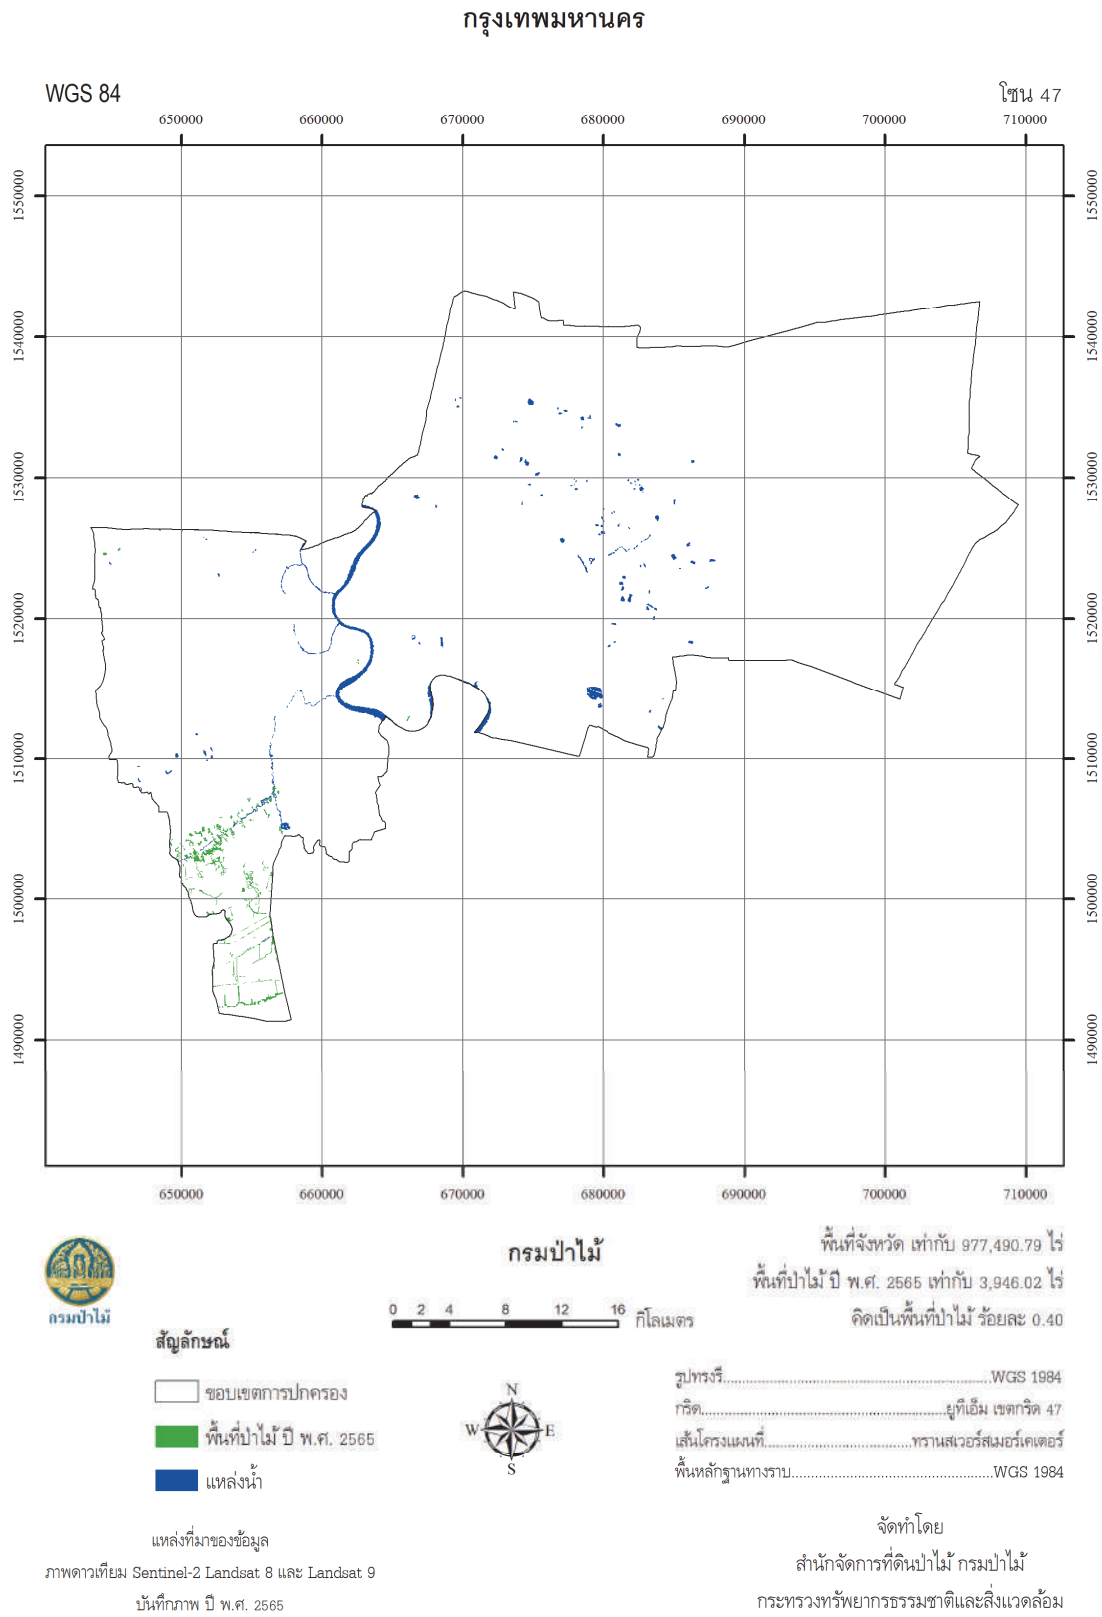 กรุงเทพมหานคร
WGS 84
โซน 47
650000 660000 670000 680000 690000 700000 710000
1550000 1550000
1540000 1540000
1530000 1530000
1520000 1520000
1510000 1510000
1500000 1500000
1490000 1490000
650000 660000 670000 680000 690000 700000 710000
กรมป่าไม้
กรมป่าไม้
0 2 4 8 12 16 กิโลเมตร
พื้นที่จังหวัด เท่ากับ 977,490.79 ไร่
พื้นที่ป่าไม้ ปี พ.ศ. 2565 เท่ากับ 3,946.02 ไร่
คิดเป็นพื้นที่ป่าไม้ ร้อยละ 0.40
สัญลักษณ์
ขอบเขตการปกครอง
พื้นที่ป่าไม้ ปี พ.ศ. 2565
แหล่งน้ำ
N
W E
S
รูปทรงรี......WGS 1984
กริด......ยูทีเอ็ม เขตกริด 47
เส้นโครงแผนที่......ทรานสเวอร์สเมอร์เคเตอร์
พื้นหลักฐานทางราบ......WGS 1984
แหล่งที่มาของข้อมูล
ภาพดาวเทียม Sentinel-2 Landsat 8 และ Landsat 9
บันทึกภาพ ปี พ.ศ. 2565
จัดทำโดย
สำนักจัดการที่ดินป่าไม้ กรมป่าไม้
กระทรวงทรัพยากรธรรมชาติและสิ่งแวดล้อม